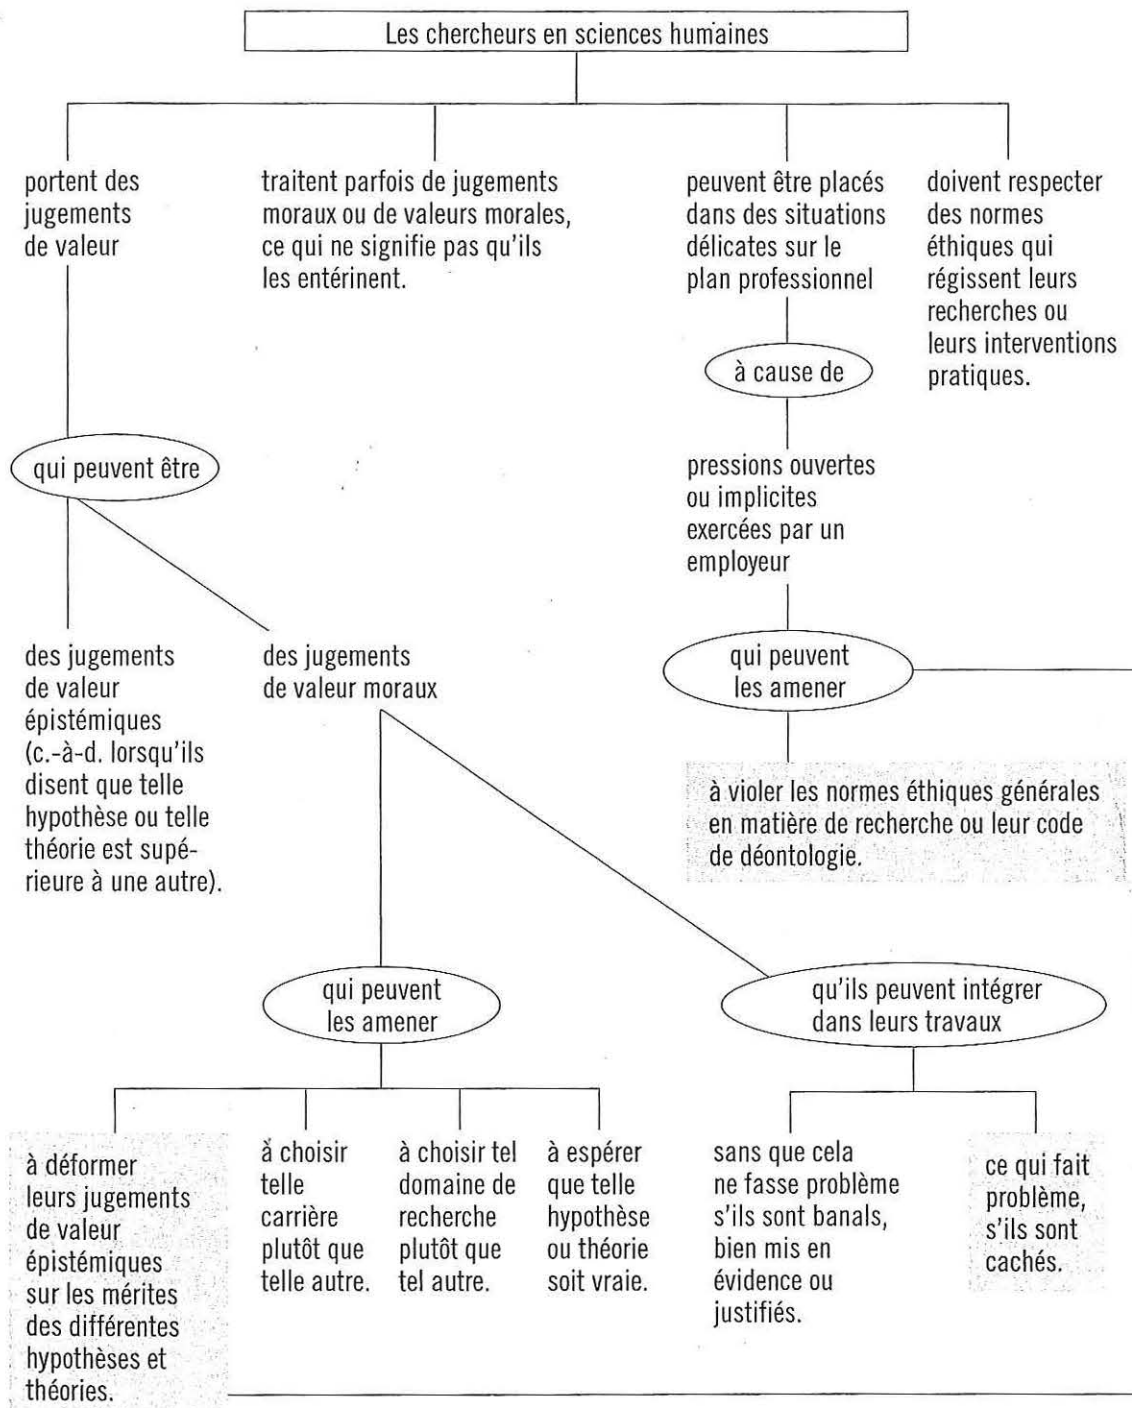 Les chercheurs en sciences humaines
portent des
jugements
de valeur
traitent parfois de jugements
moraux ou de valeurs morales,
ce qui ne signifie pas qu'ils
les entérinent.
peuvent être placés
dans des situations
délicates sur le
plan professionnel
doivent respecter
des normes
éthiques qui
régissent leurs
recherches ou
leurs interventions
pratiques.
à cause de
qui peuvent être
pressions ouvertes
ou implicites
exercées par un
employeur
des jugements
de valeur
épistémiques
(c.-à-d. lorsqu'ils
disent que telle
hypothèse ou telle
théorie est supé-
rieure à une autre).
des jugements
de valeur moraux
qui peuvent
les amener
à violer les normes éthiques générales
en matière de recherche ou leur code
de déontologie.
qui peuvent
les amener
qu'ils peuvent intégrer
dans leurs travaux
à déformer
leurs jugements
de valeur
épistémiques
sur les mérites
des différentes
hypothèses et
théories.
à choisir
telle
carrière
plutôt que
telle autre.
à choisir tel
domaine de
recherche
plutôt que
tel autre.
à espérer
que telle
hypothèse
ou théorie
soit vraie.
sans que cela
ne fasse problème
s'ils sont banals,
bien mis en
évidence ou
justifiés.
ce qui fait
problème,
s'ils sont
cachés.